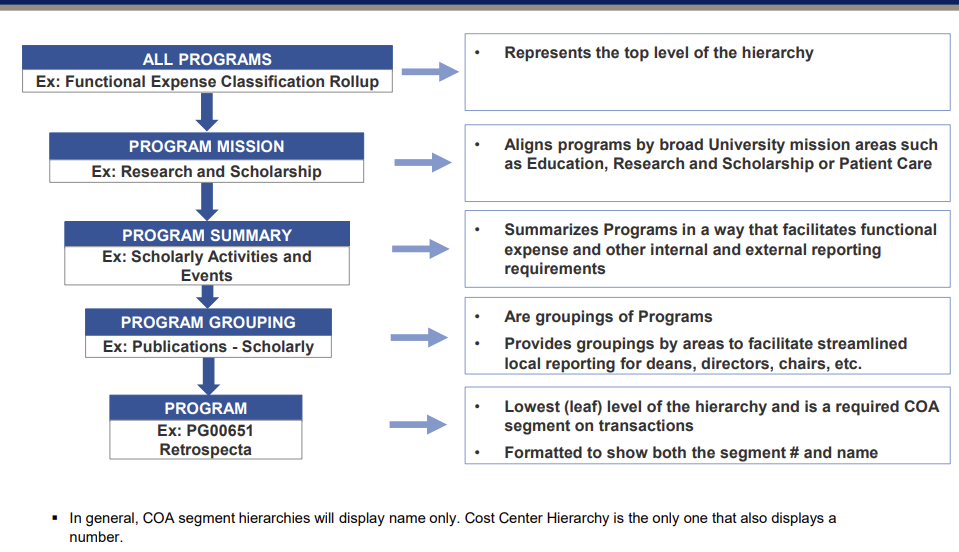 ALL PROGRAMS
Ex: Functional Expense Classification Rollup
• Represents the top level of the hierarchy
PROGRAM MISSION
Ex: Research and Scholarship
• Aligns programs by broad University mission areas such
as Education, Research and Scholarship or Patient Care
PROGRAM SUMMARY
Ex: Scholarly Activities and
Events
• Summarizes Programs in a way that facilitates functional
expense and other internal and external reporting
requirements
PROGRAM GROUPING
Ex: Publications - Scholarly
• Are groupings of Programs
• Provides groupings by areas to facilitate streamlined
local reporting for deans, directors, chairs, etc.
PROGRAM
Ex: PG00651
Retrospecta
• Lowest (leaf) level of the hierarchy and is a required COA
segment on transactions
• Formatted to show both the segment # and name
▪ In general, COA segment hierarchies will display name only. Cost Center Hierarchy is the only one that also displays a
number.